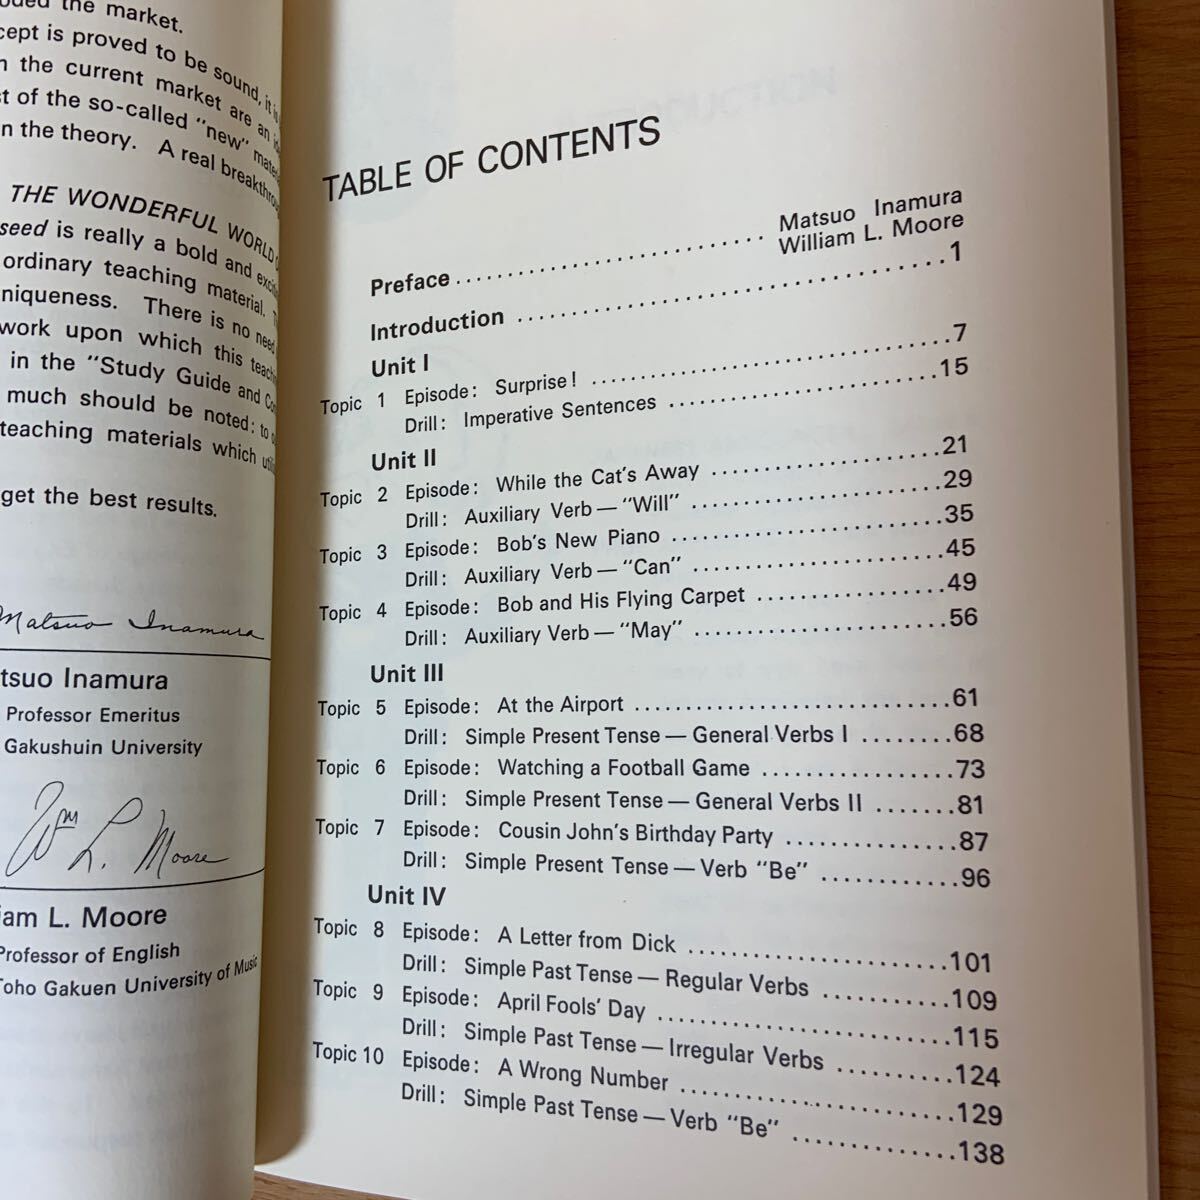 the market.
cept is proved to be sound, it is
n the current market are an
st of the so-called "new"
n the theory. A real
THE WONDERFUL WORLD
seed is really a bold and
ordinary teaching material.
niqueness. There is no need
work upon which this
in the "Study Guide and
much should be noted: to
teaching materials which
get the best results.
Matsuo Inamura
tsuo Inamura
Professor Emeritus
Gakushuin University
Wm L. Moore
iam L. Moore
Professor of English
Toho Gakuen University of Music
TABLE OF CONTENTS
Preface ........................ Matsuo Inamura
William L. Moore
Introduction ........................ 1
Unit I
Topic 1 Episode: Surprise! ........................ 7
Drill: Imperative Sentences ........................ 15
Unit II
Topic 2 Episode: While the Cat's Away ........................ 21
Drill: Auxiliary Verb — "Will" ........................ 29
Topic 3 Episode: Bob's New Piano ........................ 35
Drill: Auxiliary Verb — "Can" ........................ 45
Topic 4 Episode: Bob and His Flying Carpet ........................ 49
Drill: Auxiliary Verb — "May" ........................ 56
Unit III
Topic 5 Episode: At the Airport ........................ 61
Drill: Simple Present Tense — General Verbs I ........ 68
Topic 6 Episode: Watching a Football Game ........................ 73
Drill: Simple Present Tense — General Verbs II ....... 81
Topic 7 Episode: Cousin John's Birthday Party ........................ 87
Drill: Simple Present Tense — Verb "Be" ............ 96
Unit IV
Topic 8 Episode: A Letter from Dick ........................ 101
Drill: Simple Past Tense — Regular Verbs ........... 109
Topic 9 Episode: April Fools' Day ........................ 115
Drill: Simple Past Tense — Irregular Verbs .......... 124
Topic 10 Episode: A Wrong Number ........................ 129
Drill: Simple Past Tense — Verb "Be" .............. 138